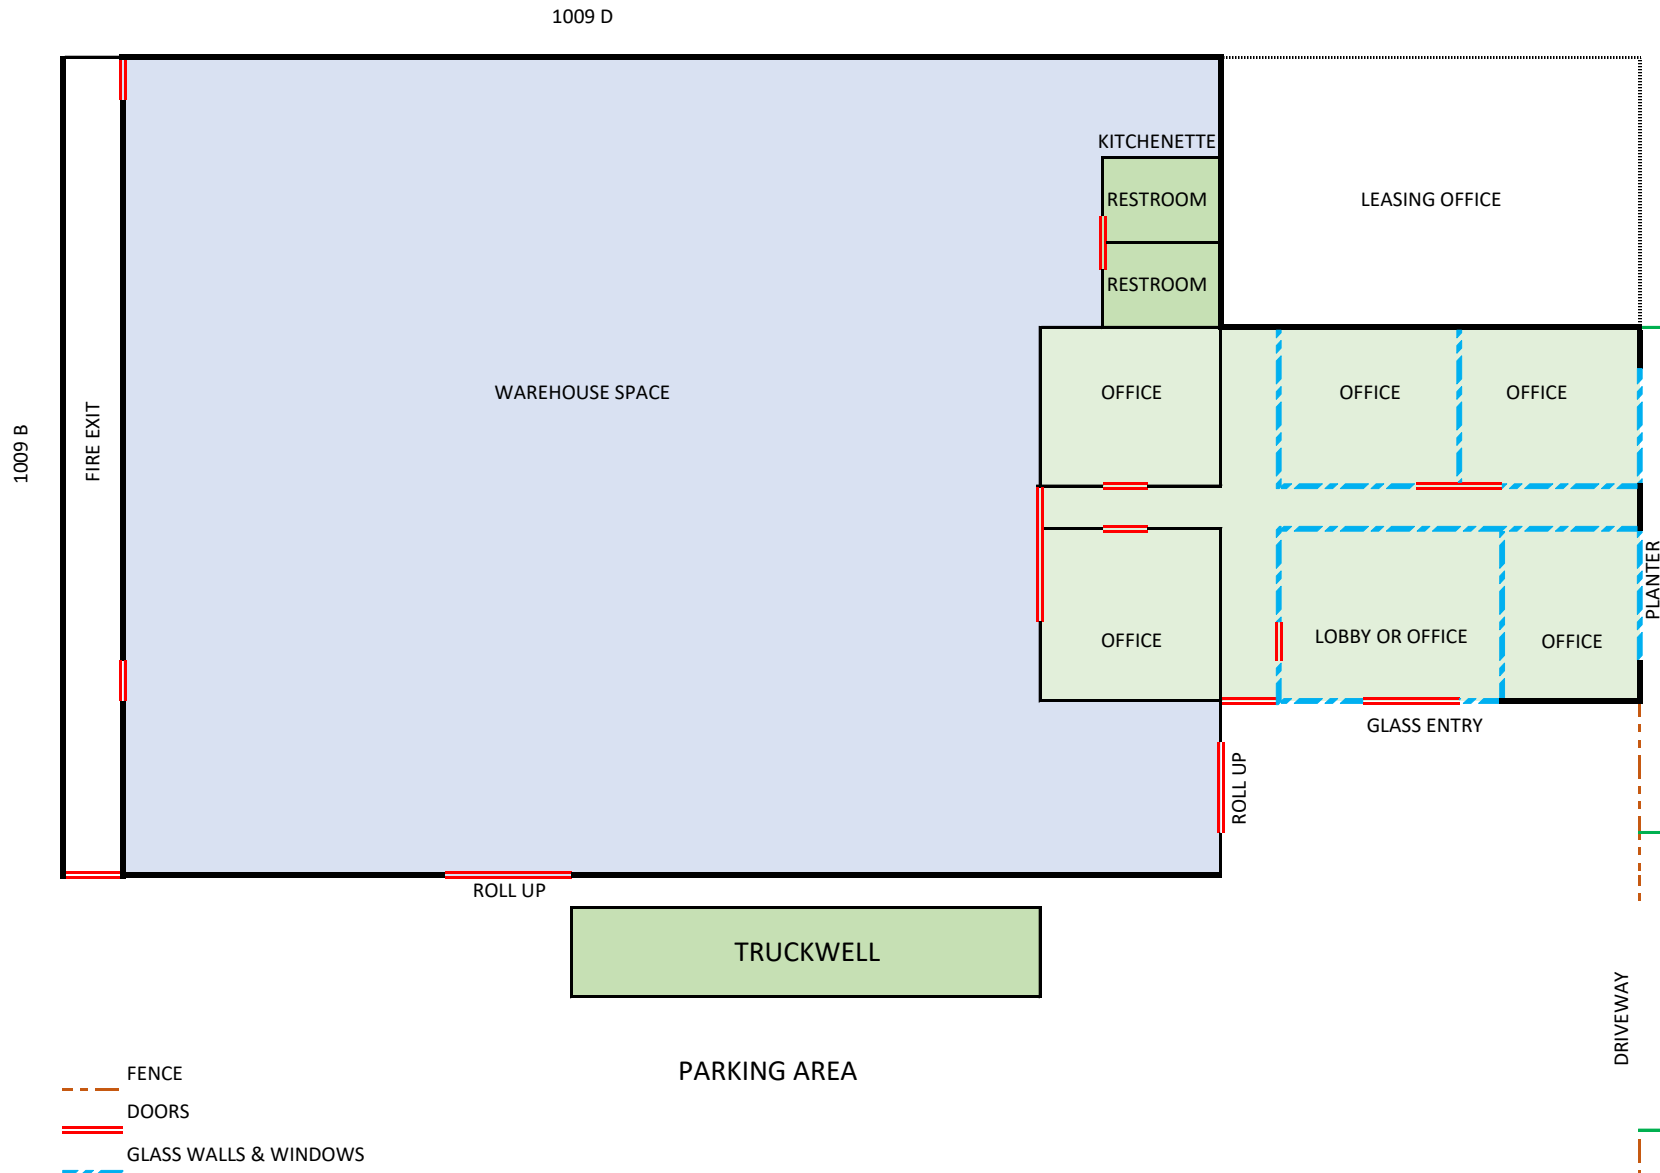 1009 D
KITCHENETTE
RESTROOM
LEASING OFFICE
RESTROOM
WAREHOUSE SPACE
OFFICE
OFFICE
OFFICE
FIRE EXIT
1009 B
PLANTER
OFFICE
LOBBY OR OFFICE
OFFICE
GLASS ENTRY
ROLL UP
ROLL UP
TRUCKWELL
DRIVEWAY
PARKING AREA
FENCE
DOORS
GLASS WALLS & WINDOWS